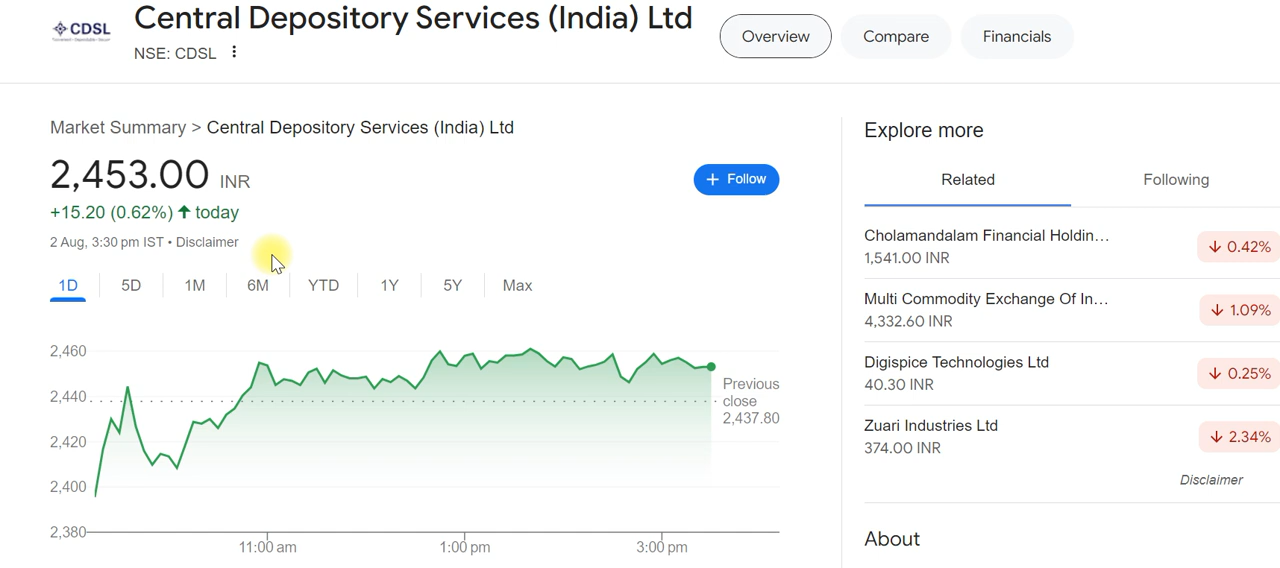 CDSL
Central Depository Services (India) Ltd
NSE: CDSL
Overview
Compare
Financials
Market Summary > Central Depository Services (India) Ltd
2,453.00 INR
+ Follow
+15.20 (0.62%) ↑ today
2 Aug, 3:30 pm IST • Disclaimer
1D
5D
1M
6M
YTD
1Y
5Y
Max
2,460
2,440
2,420
2,400
2,380
Previous
close
2,437.80
11:00 am
1:00 pm
3:00 pm
Explore more
Related
Following
Cholamandalam Financial Holdin…
1,541.00 INR
↓ 0.42%
Multi Commodity Exchange Of In…
4,332.60 INR
↓ 1.09%
Digispice Technologies Ltd
40.30 INR
↓ 0.25%
Zuari Industries Ltd
374.00 INR
↓ 2.34%
Disclaimer
About